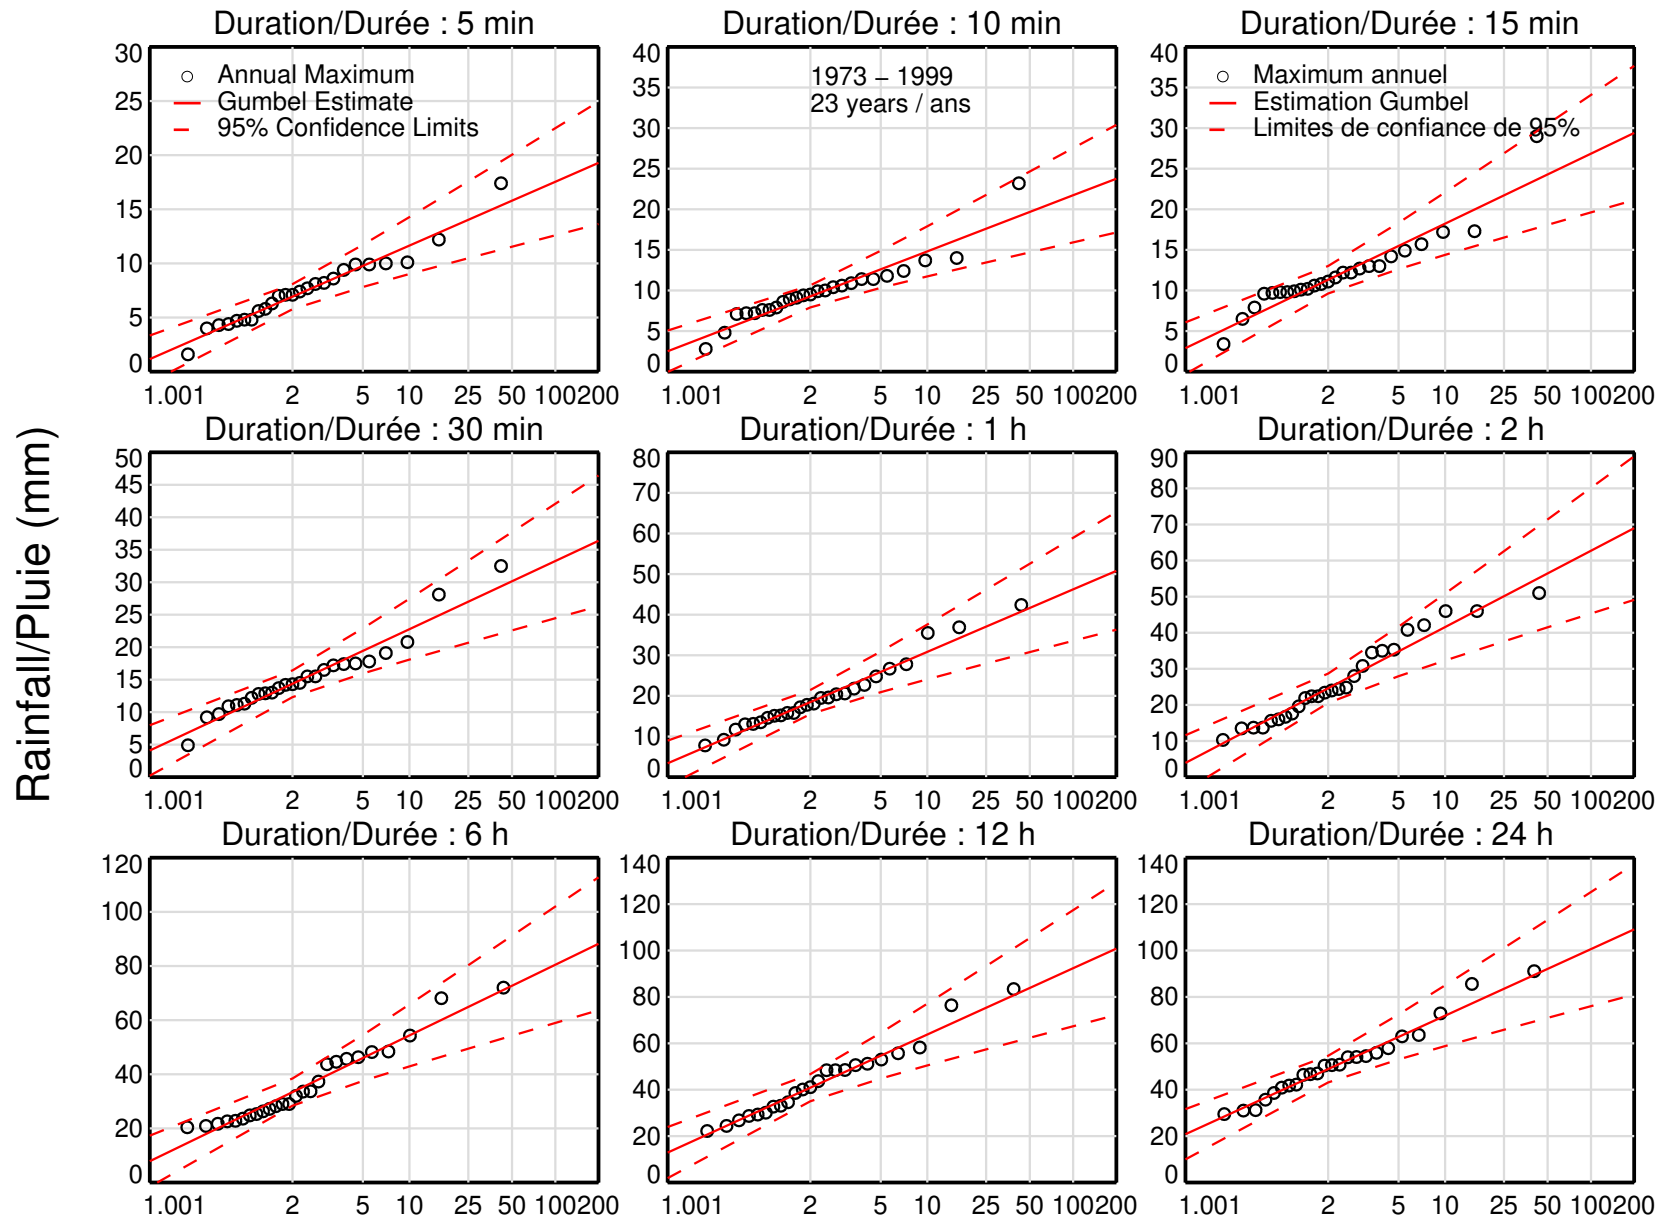 Duration/Durée : 5 min
Duration/Durée : 10 min
Duration/Durée : 15 min
30
25
20
15
10
5
0
Annual Maximum
Gumbel Estimate
95% Confidence Limits
1.001 2 5 10 25 50 100 200
40
35
30
25
20
15
10
5
0
1973 – 1999
23 years / ans
1.001 2 5 10 25 50 100 200
40
35
30
25
20
15
10
5
0
Maximum annuel
Estimation Gumbel
Limites de confiance de 95%
1.001 2 5 10 25 50 100 200
Rainfall/Pluie (mm)
Duration/Durée : 30 min
Duration/Durée : 1 h
Duration/Durée : 2 h
50
45
40
35
30
25
20
15
10
5
0
1.001 2 5 10 25 50 100 200
80
70
60
50
40
30
20
10
0
1.001 2 5 10 25 50 100 200
90
80
70
60
50
40
30
20
10
0
1.001 2 5 10 25 50 100 200
Duration/Durée : 6 h
Duration/Durée : 12 h
Duration/Durée : 24 h
120
100
80
60
40
20
0
1.001 2 5 10 25 50 100 200
140
120
100
80
60
40
20
0
1.001 2 5 10 25 50 100 200
140
120
100
80
60
40
20
0
1.001 2 5 10 25 50 100 200